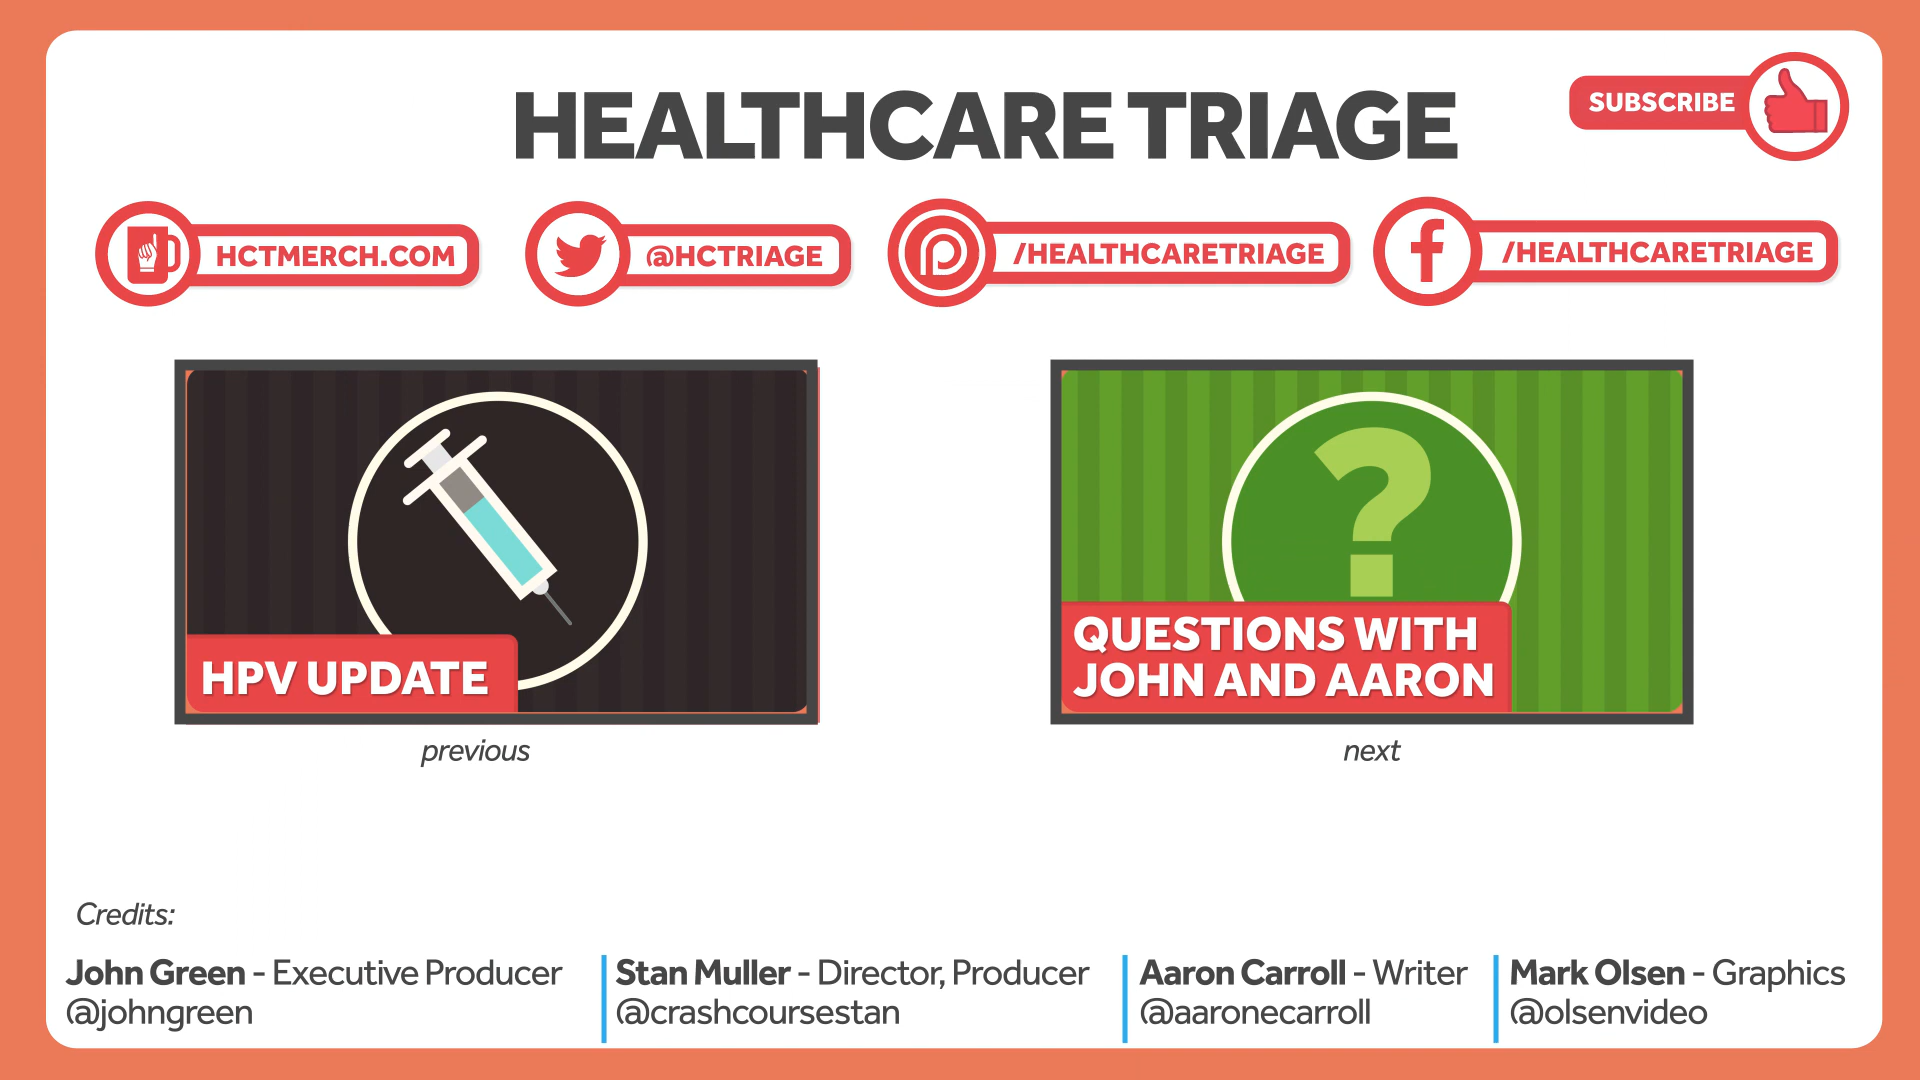 HEALTHCARE TRIAGE
SUBSCRIBE
HCTMERCH.COM
@HCTRIAGE
/HEALTHCARETRIAGE
/HEALTHCARETRIAGE
HPV UPDATE
previous
QUESTIONS WITH
JOHN AND AARON
next
Credits:
John Green - Executive Producer
@johngreen
Stan Muller - Director, Producer
@crashcoursestan
Aaron Carroll - Writer
@aaronecarroll
Mark Olsen - Graphics
@olsenvideo